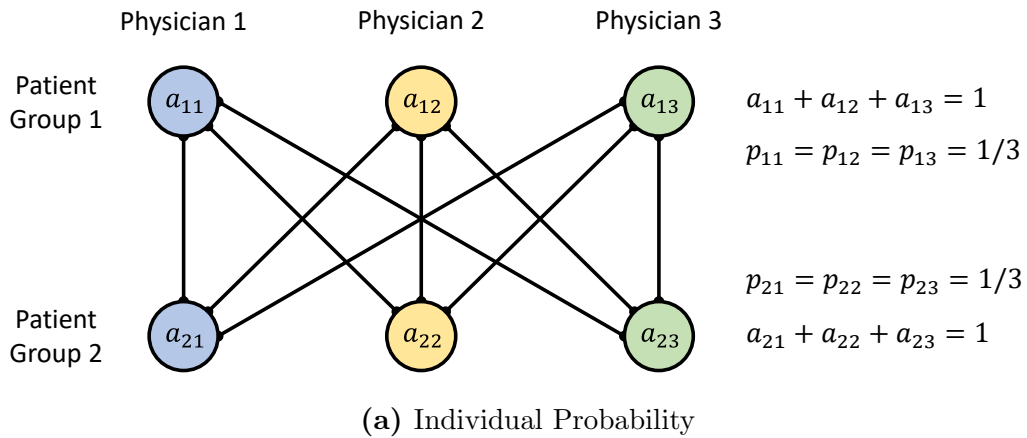 Physician 1 Physician 2 Physician 3
Patient
Group 1
a₁₁ a₁₂ a₁₃
a₁₁ + a₁₂ + a₁₃ = 1
p₁₁ = p₁₂ = p₁₃ = 1/3
p₂₁ = p₂₂ = p₂₃ = 1/3
Patient
Group 2
a₂₁ a₂₂ a₂₃
a₂₁ + a₂₂ + a₂₃ = 1
(a) Individual Probability